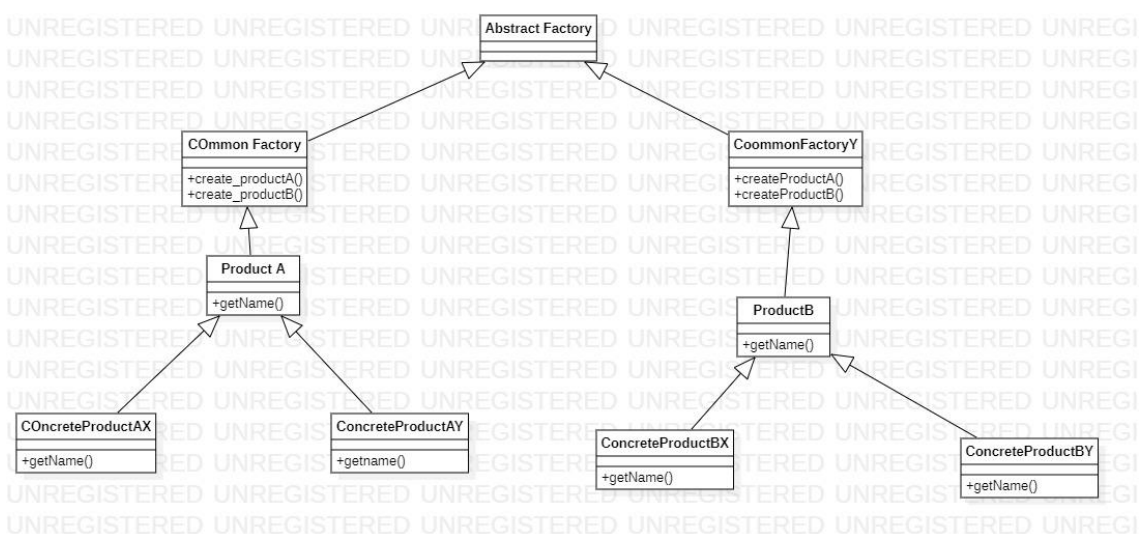 Abstract Factory
COmmon Factory
+create_productA()
+create_productB()
CoommonFactoryY
+createProductA()
+createProductB()
Product A
+getName()
ProductB
+getName()
COncreteProductAX
+getName()
ConcreteProductAY
+getname()
ConcreteProductBX
+getName()
ConcreteProductBY
+getName()
UNREGISTERED